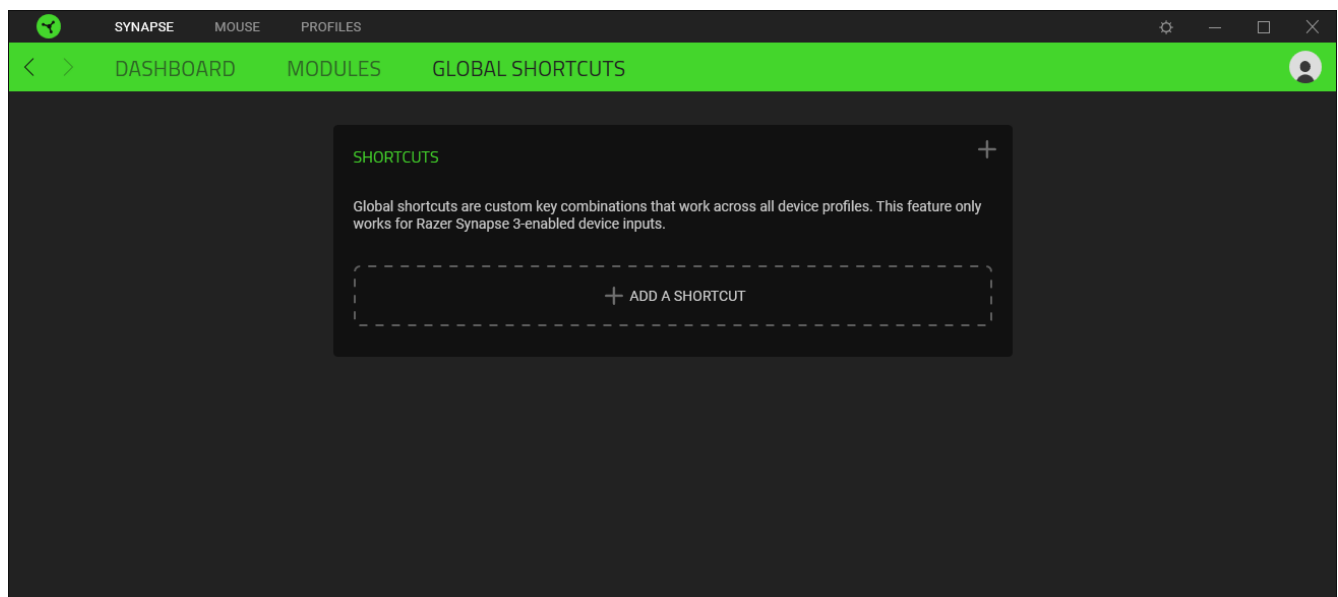 SYNAPSE MOUSE PROFILES
DASHBOARD MODULES GLOBAL SHORTCUTS
SHORTCUTS
Global shortcuts are custom key combinations that work across all device profiles. This feature only
works for Razer Synapse 3-enabled device inputs.
ADD A SHORTCUT